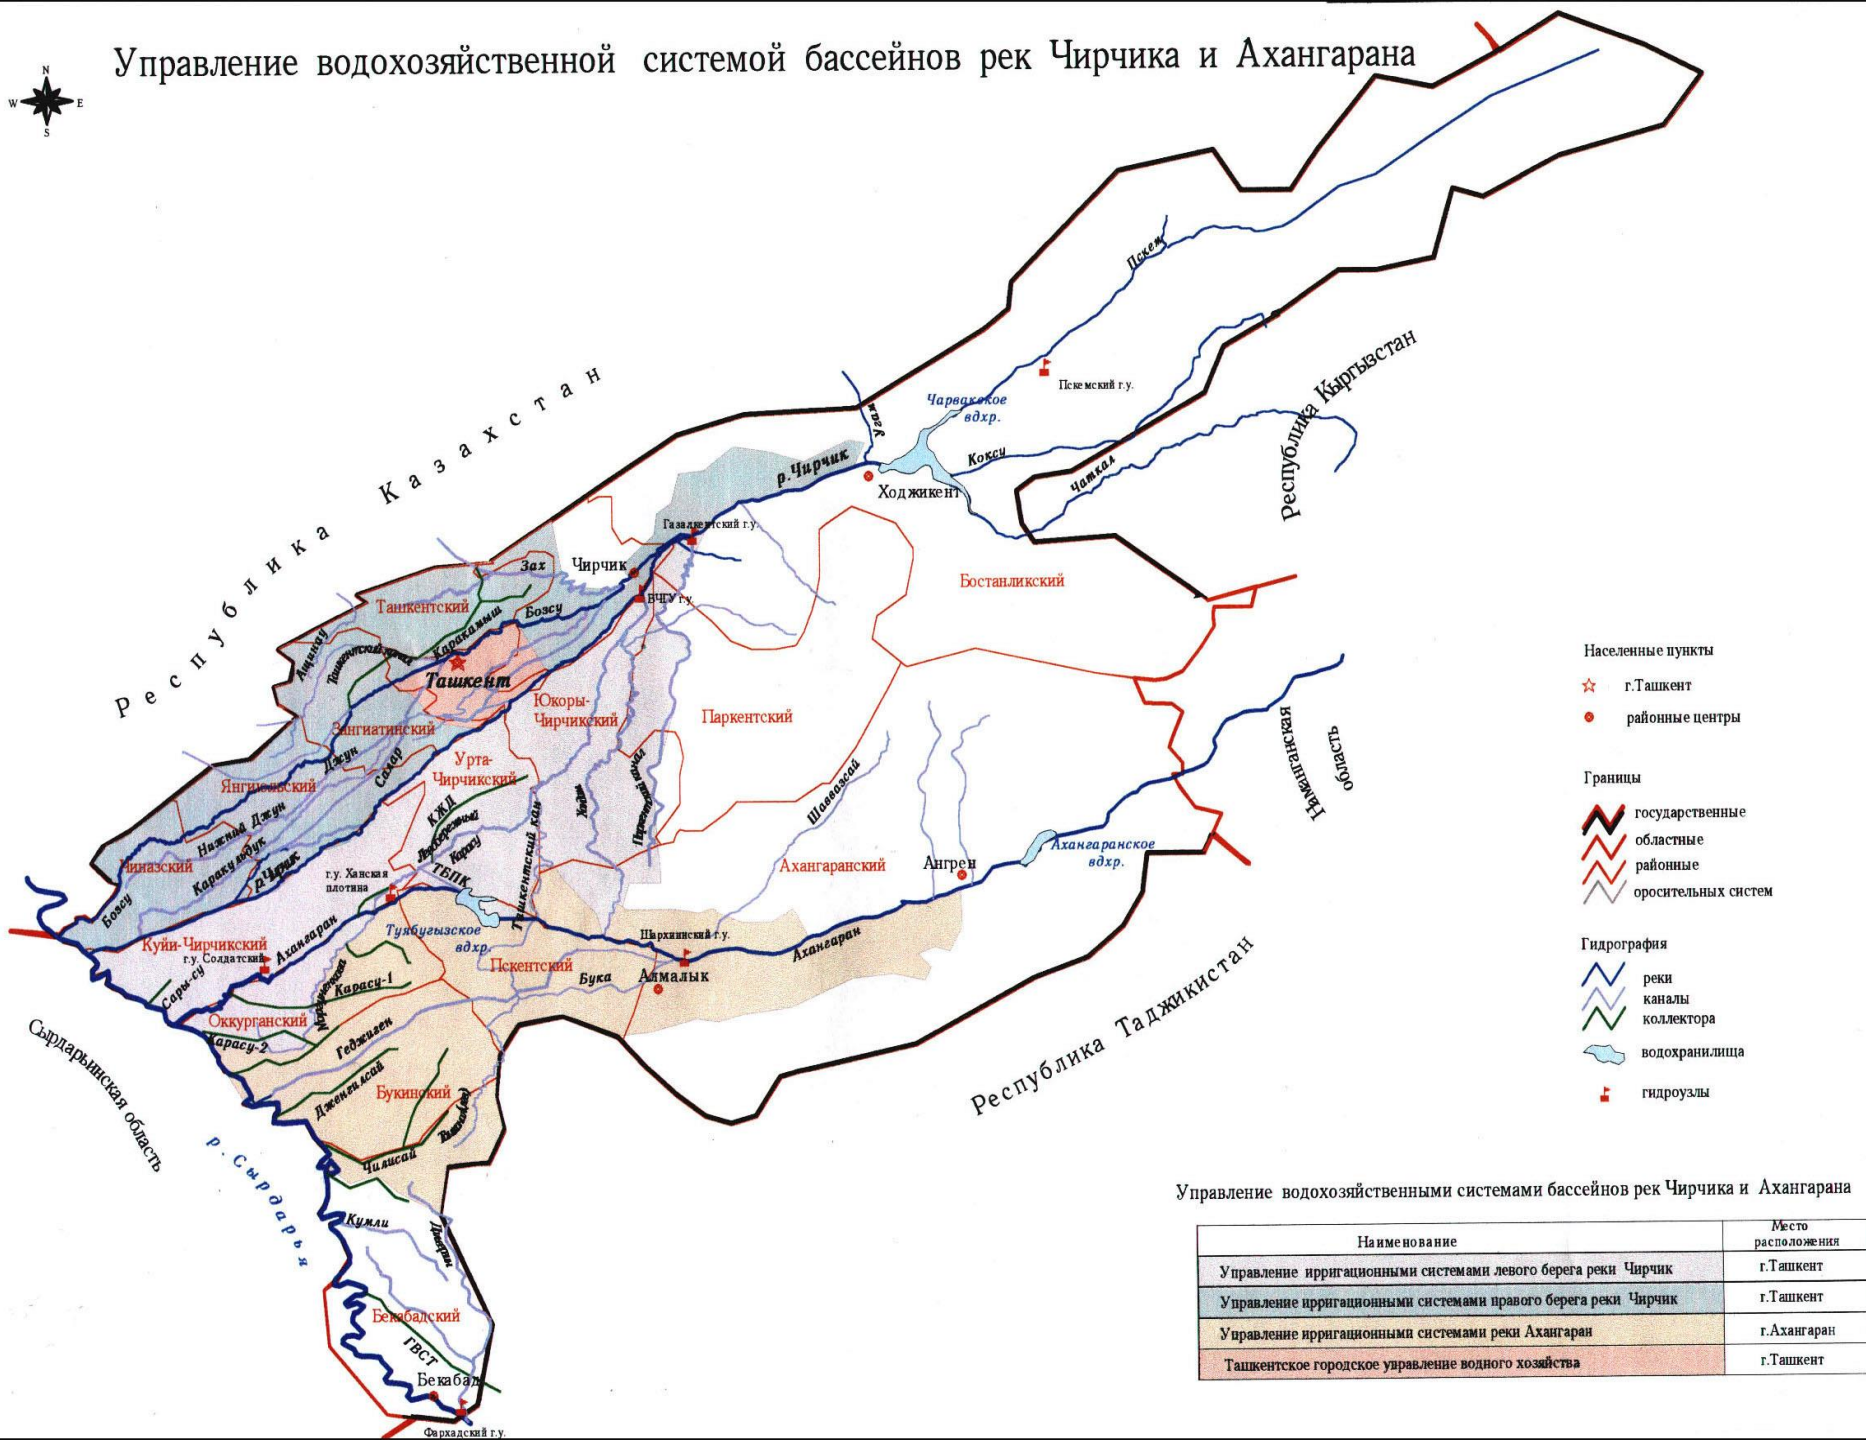 Управление водохозяйственной системой бассейнов рек Чирчика и Ахангарана
N
W
E
S
Республика Казахстан
Республика Кыргызстан
Наманганская
область
Республика Таджикистан
Сырдарьинская область
р. Сырдарья
Пскем
Пскемский г.у.
Чарвакское
вдхр.
Угам
Коксу
Чаткал
р.Чирчик
Ходжикент
Газалкентский г.у.
Чирчик
ВЧГУ г.у.
Зах
Бозсу
Каракамыш
Ташкентский
Ташкент
Бостанликский
Юкоры-
Чирчикский
Паркентский
Зангиатинский
Джун
Салар
Урта-
Чирчикский
Янгиюльский
Нижний Джун
Каракульдук
р.Чирчик
Чиназский
Бозсу
КЖД
Левобережный
Карасу
ТБПК
Ташкентский кан
Паркентский канал
Шаввазсай
Ахангаранский
Ангрен
Ахангаранское
вдхр.
г.у. Ханская
плотина
Туябугызское
вдхр.
Куйи-Чирчикский
г.у. Солдатский
Ахангаран
Сары-су
Карасу-1
Пскентский
Бука
Алмалык
Ахангаран
Оккурганский
Карасу-2
Геджиген
Дженгилсай
Букинский
Чилисай
Кумли
Бекабадский
ГВСТ
Бекабад
Фархадский г.у.
Населенные пункты
г.Ташкент
районные центры
Границы
государственные
областные
районные
оросительных систем
Гидрография
реки
каналы
коллектора
водохранилища
гидроузлы
Управление водохозяйственными системами бассейнов рек Чирчика и Ахангарана
Наименование
Место
расположения
Управление ирригационными системами левого берега реки Чирчик
г.Ташкент
Управление ирригационными системами правого берега реки Чирчик
г.Ташкент
Управление ирригационными системами реки Ахангаран
г.Ахангаран
Ташкентское городское управление водного хозяйства
г.Ташкент